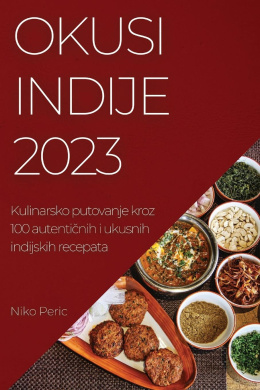 OKUSI
INDIJE
2023
Kulinarsko putovanje kroz
100 autentičnih i ukusnih
indijskih recepata
Niko Peric